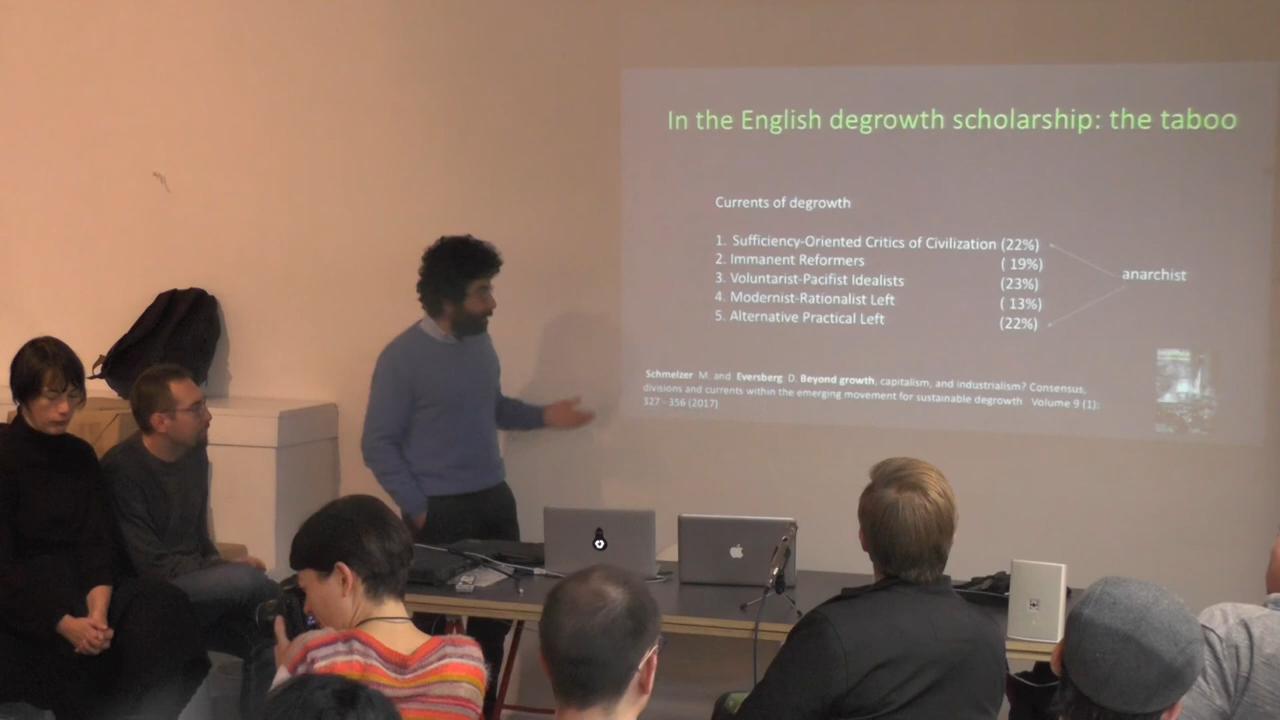 In the English degrowth scholarship: the taboo
Currents of degrowth
1. Sufficiency-Oriented Critics of Civilization (22%)
2. Immanent Reformers ( 19%)
anarchist
3. Voluntarist-Pacifist Idealists (23%)
4. Modernist-Rationalist Left ( 13%)
5. Alternative Practical Left (22%)
Schmelzer M. and Eversberg D. Beyond growth, capitalism, and industrialism? Consensus,
divisions and currents within the emerging movement for sustainable degrowth Volume 9 (1):
327 - 356 (2017)